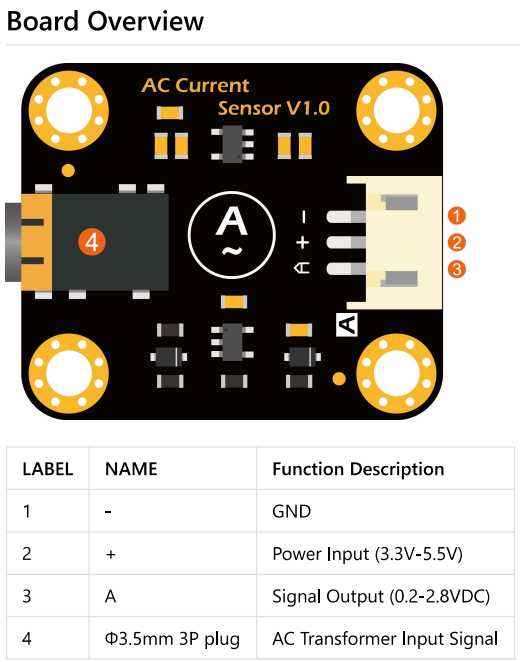 Board Overview
AC Current
Sensor V1.0
A
~
−
+
A
A
1
2
3
4
LABEL NAME Function Description
1 - GND
2 + Power Input (3.3V-5.5V)
3 A Signal Output (0.2-2.8VDC)
4 Φ3.5mm 3P plug AC Transformer Input Signal